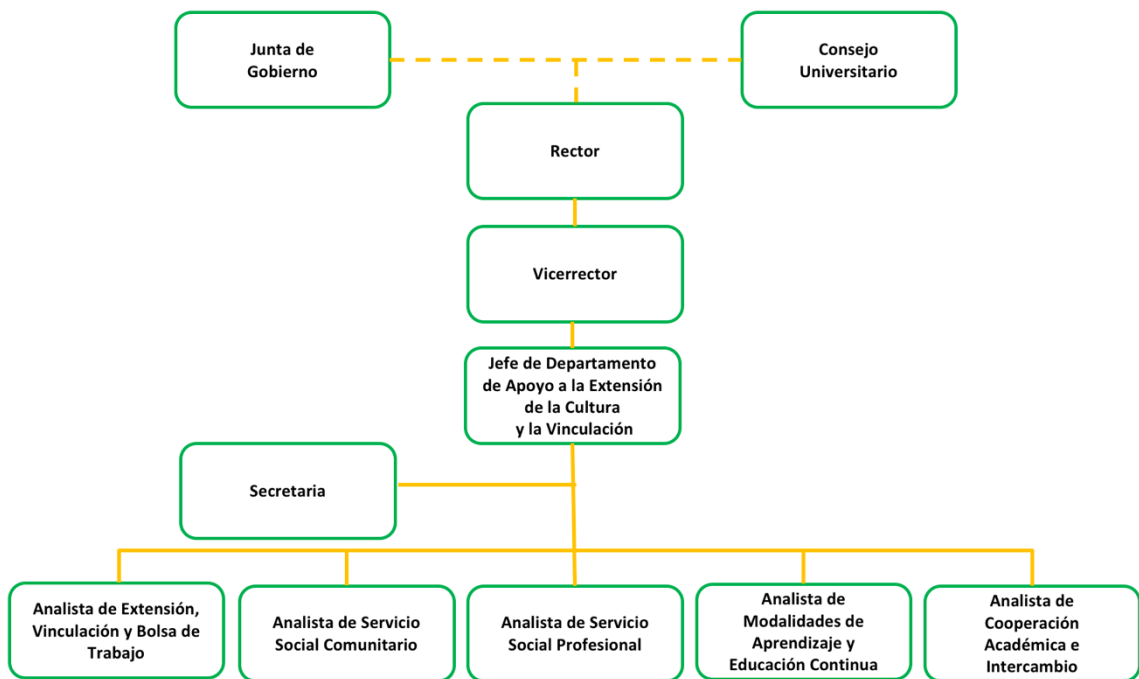 Junta de
Gobierno
Consejo
Universitario
Rector
Vicerrector
Jefe de Departamento
de Apoyo a la Extensión
de la Cultura
y la Vinculación
Secretaria
Analista de Extensión,
Vinculación y Bolsa de
Trabajo
Analista de Servicio
Social Comunitario
Analista de Servicio
Social Profesional
Analista de
Modalidades de
Aprendizaje y
Educación Continua
Analista de
Cooperación
Académica e
Intercambio